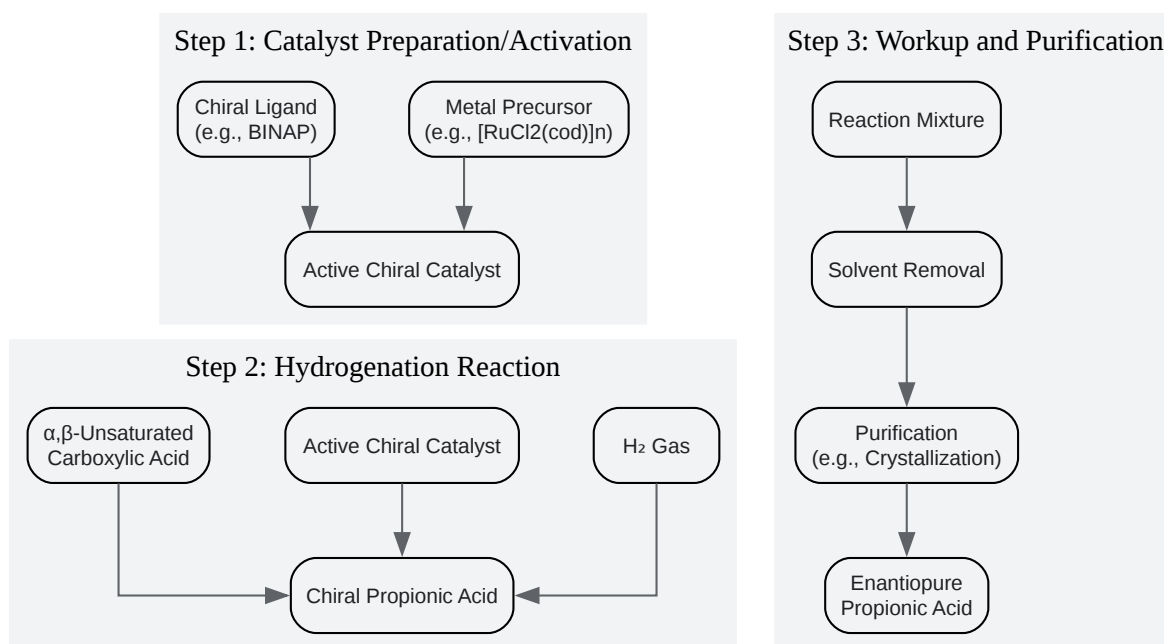 Step 1: Catalyst Preparation/Activation
Chiral Ligand
(e.g., BINAP)
Metal Precursor
(e.g., [RuCl2(cod)]n)
Active Chiral Catalyst
Step 2: Hydrogenation Reaction
α,β-Unsaturated
Carboxylic Acid
Active Chiral Catalyst
H₂ Gas
Chiral Propionic Acid
Step 3: Workup and Purification
Reaction Mixture
Solvent Removal
Purification
(e.g., Crystallization)
Enantiopure
Propionic Acid